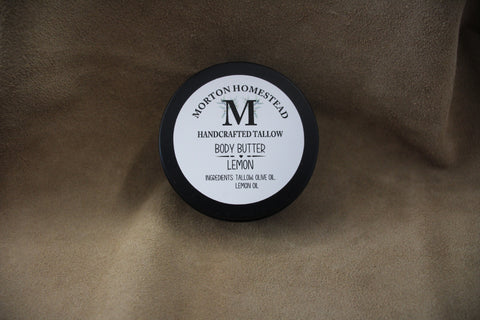 MORTON HOMESTEAD
M
HANDCRAFTED TALLOW
BODY BUTTER
LEMON
INGREDIENTS TALLOW, OLIVE OIL,
LEMON OIL